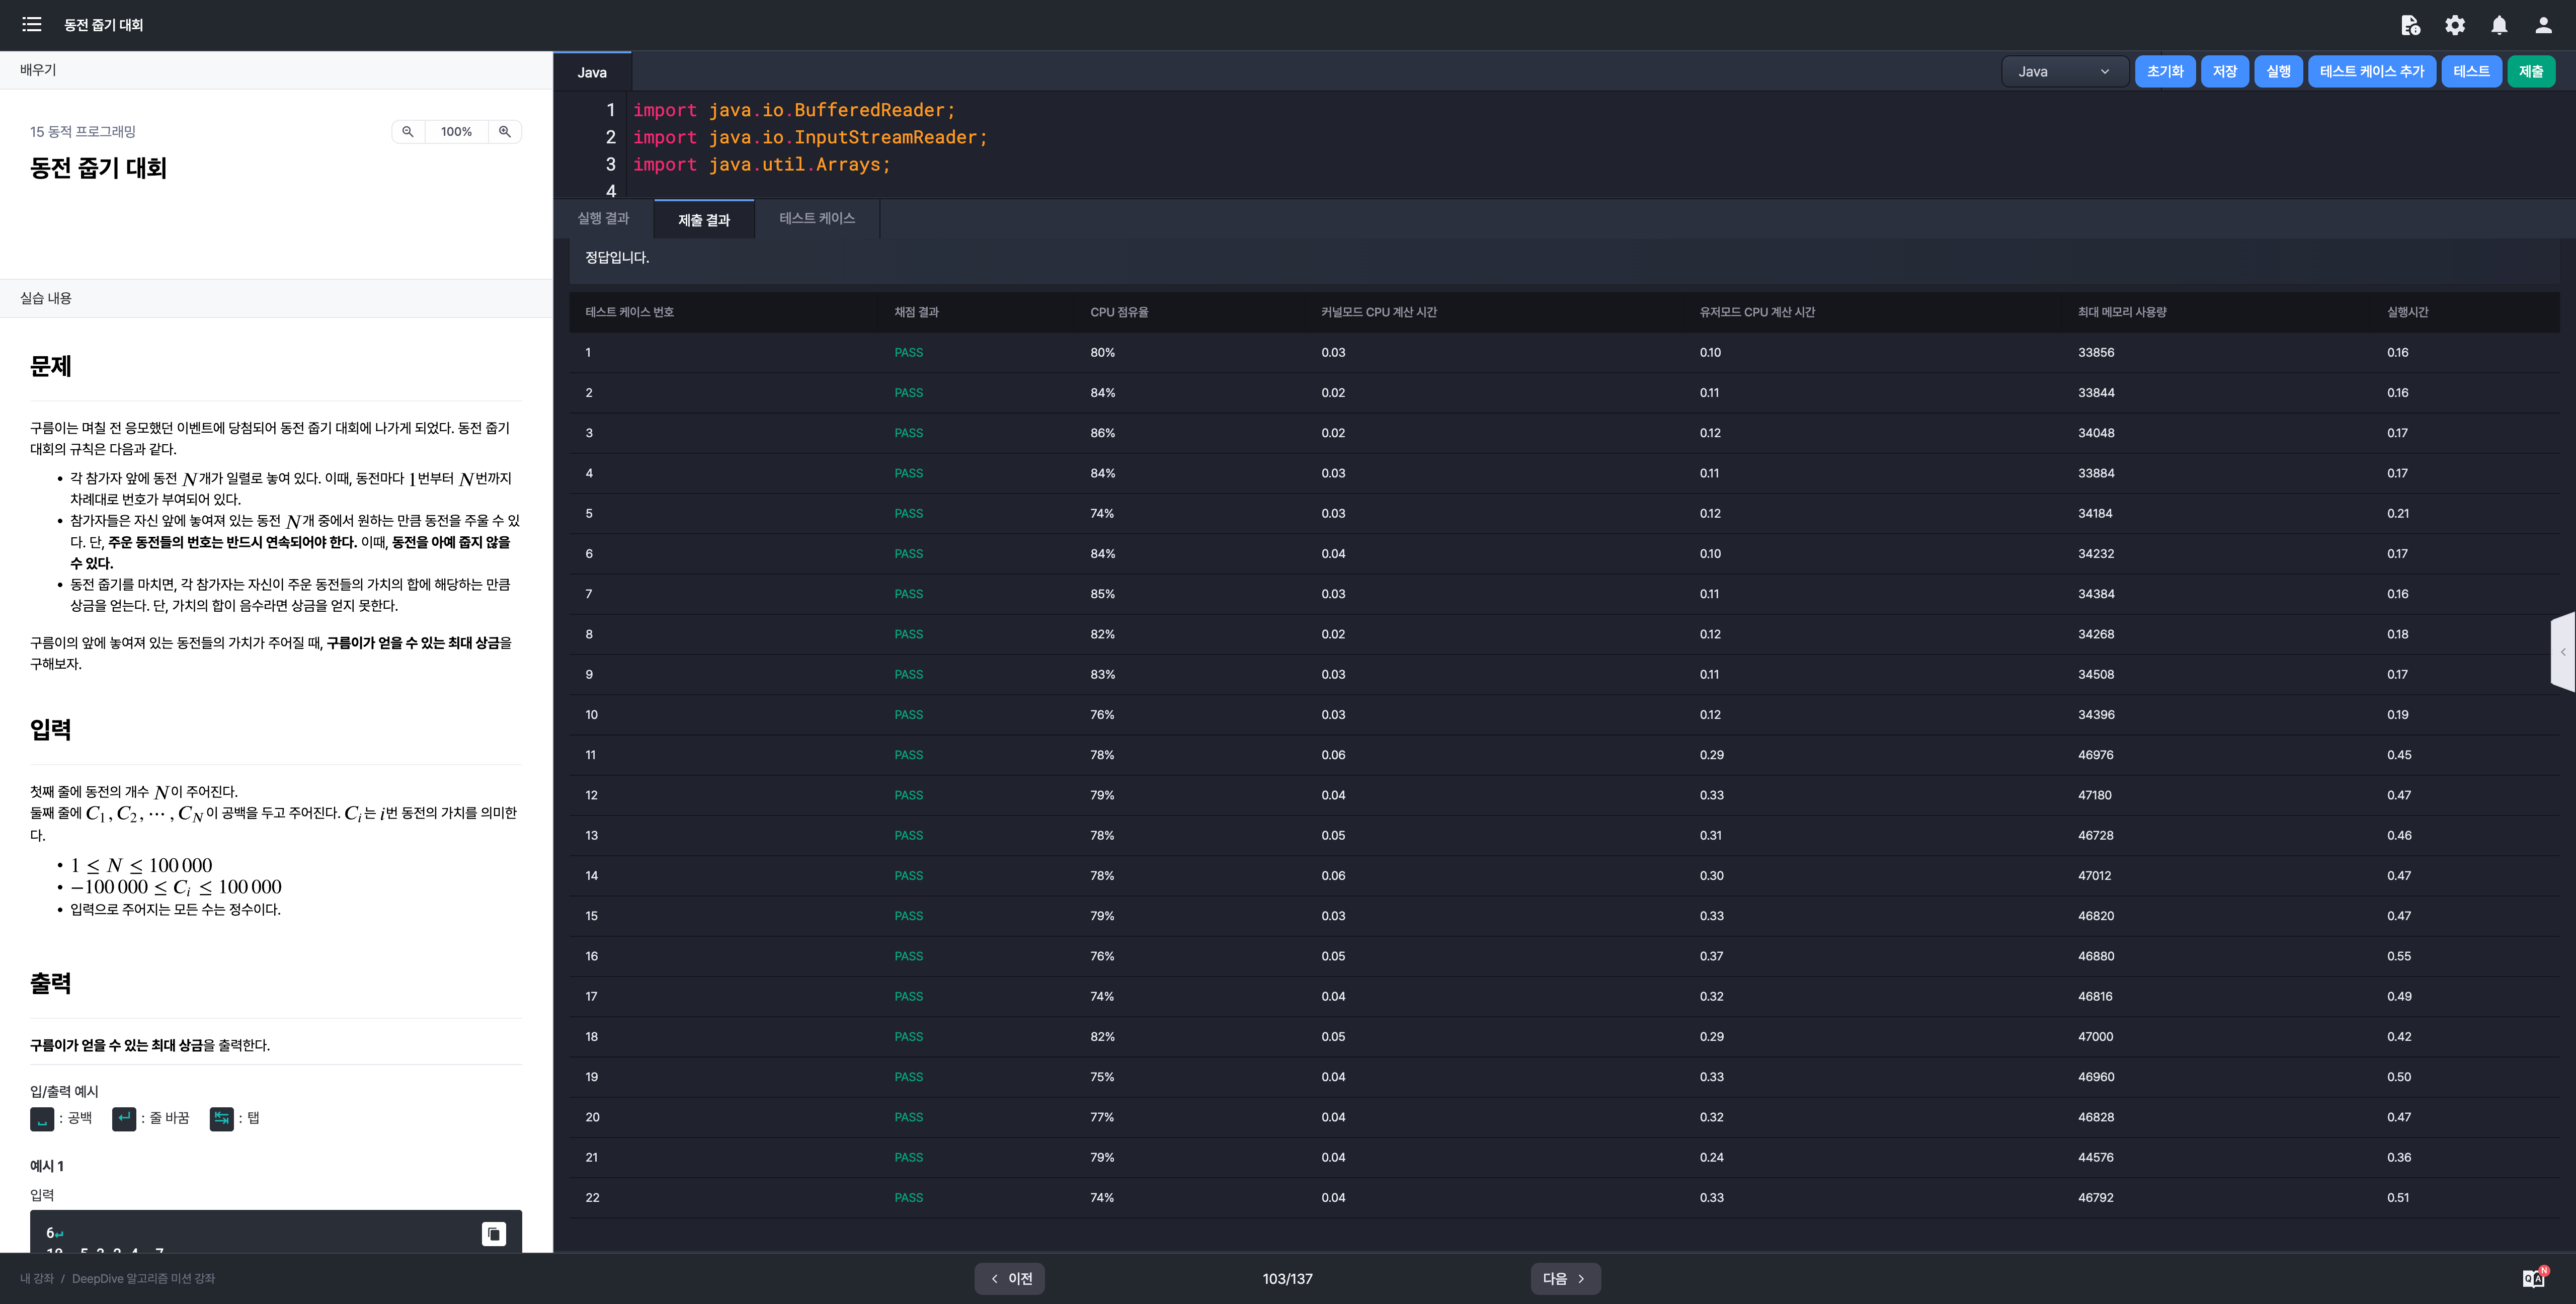 동전 줍기 대회
배우기
15 동적 프로그래밍
100%
동전 줍기 대회
실습 내용
문제
구름이는 며칠 전 응모했던 이벤트에 당첨되어 동전 줍기 대회에 나가게 되었다. 동전 줍기
대회의 규칙은 다음과 같다.
• 각 참가자 앞에 동전 N개가 일렬로 놓여 있다. 이때, 동전마다 1번부터 N번까지
차례대로 번호가 부여되어 있다.
• 참가자들은 자신 앞에 놓여져 있는 동전 N개 중에서 원하는 만큼 동전을 주울 수 있
다. 단, 주운 동전들의 번호는 반드시 연속되어야 한다. 이때, 동전을 아예 줍지 않을
수 있다.
• 동전 줍기를 마치면, 각 참가자는 자신이 주운 동전들의 가치의 합에 해당하는 만큼
상금을 얻는다. 단, 가치의 합이 음수라면 상금을 얻지 못한다.
구름이의 앞에 놓여져 있는 동전들의 가치가 주어질 때, 구름이가 얻을 수 있는 최대 상금을
구해보자.
입력
첫째 줄에 동전의 개수 N이 주어진다.
둘째 줄에 C1, C2, ⋯, CN이 공백을 두고 주어진다. Ci는 i번 동전의 가치를 의미한
다.
• 1 ≤ N ≤ 100 000
• −100 000 ≤ Ci ≤ 100 000
• 입력으로 주어지는 모든 수는 정수이다.
출력
구름이가 얻을 수 있는 최대 상금을 출력한다.
입/출력 예시
: 공백 : 줄 바꿈 : 탭
예시 1
입력
6
Java
Java 초기화 저장 실행 테스트 케이스 추가 테스트 제출
1 import java.io.BufferedReader;
2 import java.io.InputStreamReader;
3 import java.util.Arrays;
4
실행 결과 제출 결과 테스트 케이스
정답입니다.
테스트 케이스 번호 채점 결과 CPU 점유율 커널모드 CPU 계산 시간 유저모드 CPU 계산 시간 최대 메모리 사용량 실행시간
1 PASS 80% 0.03 0.10 33856 0.16
2 PASS 84% 0.02 0.11 33844 0.16
3 PASS 86% 0.02 0.12 34048 0.17
4 PASS 84% 0.03 0.11 33884 0.17
5 PASS 74% 0.03 0.12 34184 0.21
6 PASS 84% 0.04 0.10 34232 0.17
7 PASS 85% 0.03 0.11 34384 0.16
8 PASS 82% 0.02 0.12 34268 0.18
9 PASS 83% 0.03 0.11 34508 0.17
10 PASS 76% 0.03 0.12 34396 0.19
11 PASS 78% 0.06 0.29 46976 0.45
12 PASS 79% 0.04 0.33 47180 0.47
13 PASS 78% 0.05 0.31 46728 0.46
14 PASS 78% 0.06 0.30 47012 0.47
15 PASS 79% 0.03 0.33 46820 0.47
16 PASS 76% 0.05 0.37 46880 0.55
17 PASS 74% 0.04 0.32 46816 0.49
18 PASS 82% 0.05 0.29 47000 0.42
19 PASS 75% 0.04 0.33 46960 0.50
20 PASS 77% 0.04 0.32 46828 0.47
21 PASS 79% 0.04 0.24 44576 0.36
22 PASS 74% 0.04 0.33 46792 0.51
내 강좌 / DeepDive 알고리즘 미션 강좌
이전 103/137 다음
Q A N